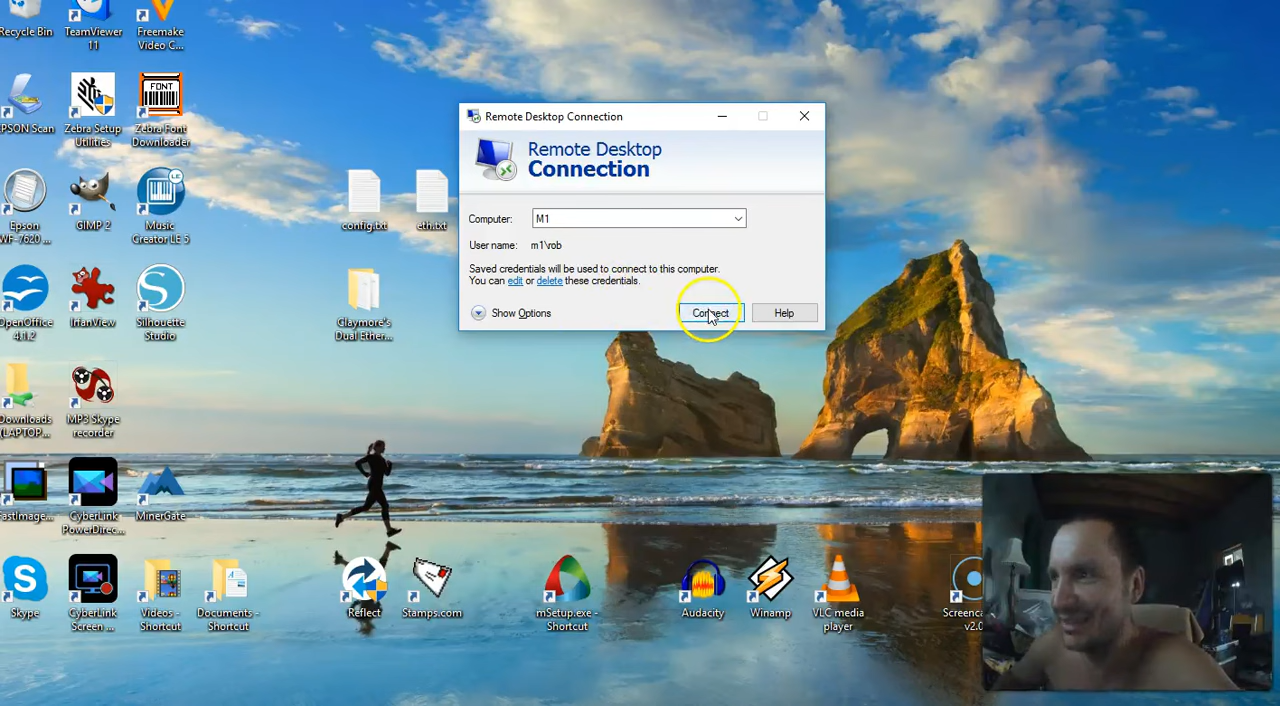 Recycle Bin
TeamViewer
11
Freemake
Video C...
EPSON Scan
Zebra Setup
Utilities
FONT
Zebra Font
Downloader
Epson
WF-7620 ...
GIMP 2
LE
Music
Creator LE 5
config.txt
eth.txt
OpenOffice
4.1.2
IrfanView
Silhouette
Studio
Claymore's
Dual Ether...
Downloads
(LAPTOP...
MP3 Skype
recorder
FastImage...
CyberLink
PowerDirec...
MinerGate
Skype
CyberLink
Screen ...
Videos -
Shortcut
Documents -
Shortcut
Reflect
Stamps.com
mSetup.exe -
Shortcut
Audacity
Winamp
VLC media
player
Screenca
v2.0
Remote Desktop Connection
Remote Desktop
Connection
Computer: M1
User name: m1\rob
Saved credentials will be used to connect to this computer.
You can edit or delete these credentials.
Show Options
Connect
Help